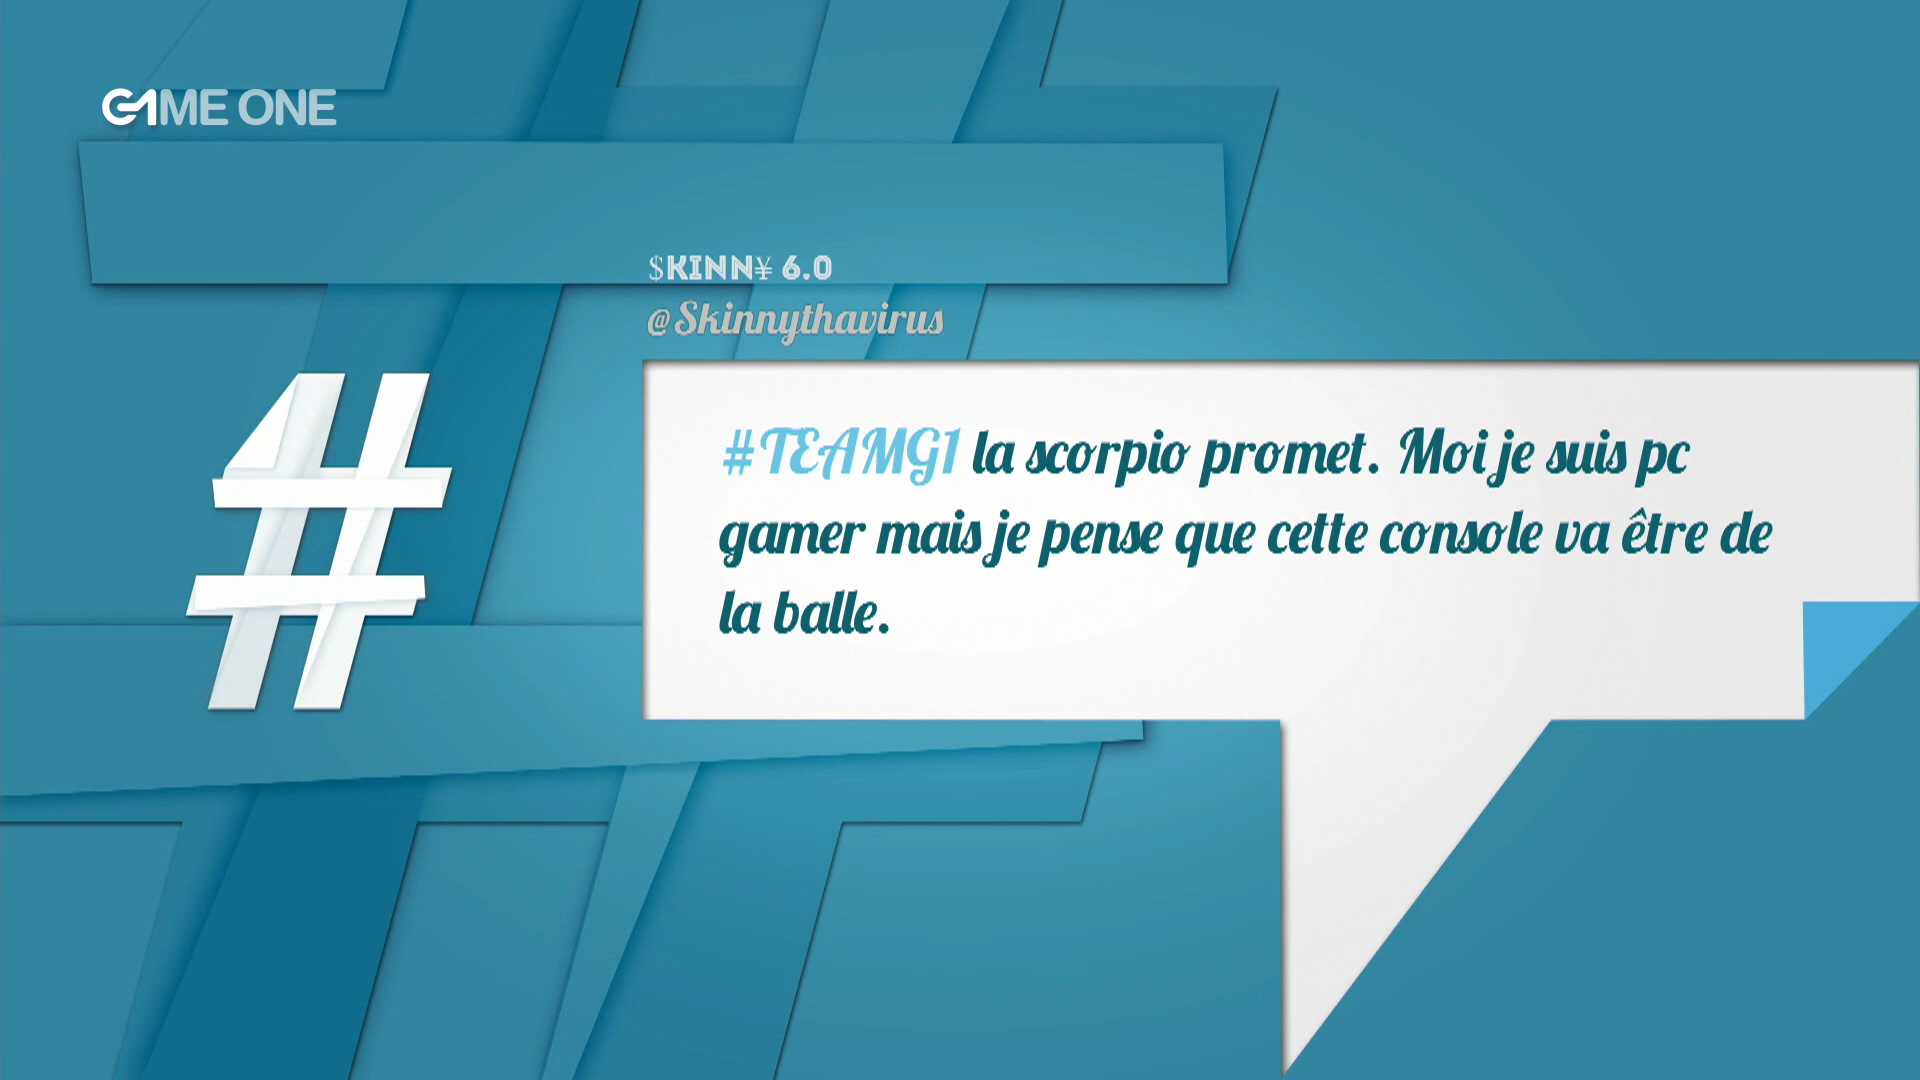 GAME ONE
$KINN¥ 6.0
@Skinnythavirus
#TEAMG1 la scorpio promet. Moi je suis pc
gamer mais je pense que cette console va être de
la balle.